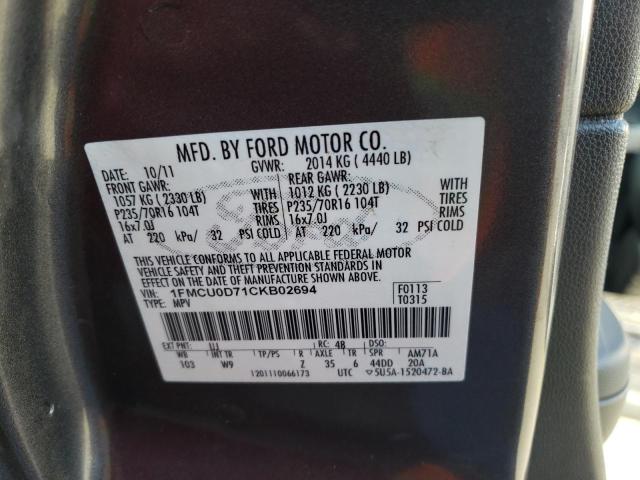 MFD. BY FORD MOTOR CO.
DATE: 10/11 GVWR: 2014 KG ( 4440 LB)
FRONT GAWR: REAR GAWR:
1057 KG ( 2330 LB) WITH 1012 KG ( 2230 LB) WITH
P235/70R16 104T TIRES P235/70R16 104T TIRES
16x7.0J RIMS 16x7.0J RIMS
AT 220 kPa/ 32 PSI COLD AT 220 kPa/ 32 PSI COLD
Ford
THIS VEHICLE CONFORMS TO ALL APPLICABLE FEDERAL MOTOR
VEHICLE SAFETY AND THEFT PREVENTION STANDARDS IN EFFECT
ON THE DATE OF MANUFACTURE SHOWN ABOVE.
VIN: 1FMCU0D71CKB02694 F0113
TYPE: MPV T0315
EXT PNT: UJ RC: 48 DSO:
WB INT TR TP/PS R AXLE TR SPR AM71A
103 W9 Z 35 6 44DD 20A
1201110066173 UTC 5U5A-1520472-BA